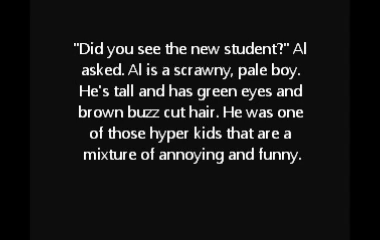 "Did you see the new student?" Al
asked. Al is a scrawny, pale boy.
He's tall and has green eyes and
brown buzz cut hair. He was one
of those hyper kids that are a
mixture of annoying and funny.